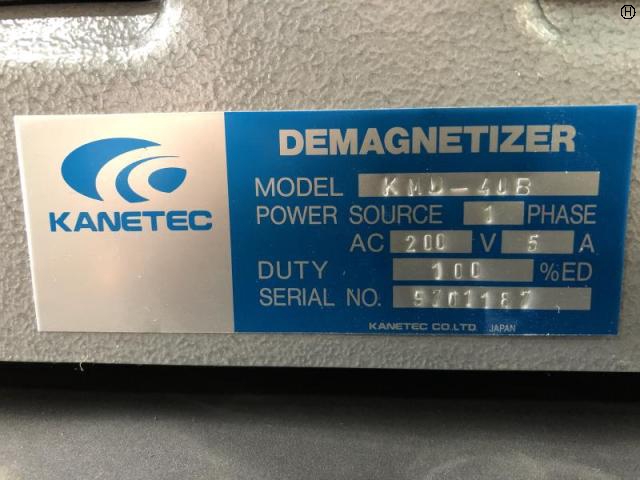 KANETEC
DEMAGNETIZER
MODEL KMD-40B
POWER SOURCE 1 PHASE
AC 200 V 5 A
DUTY 100 %ED
SERIAL NO. 9701187
KANETEC CO.LTD. JAPAN
H